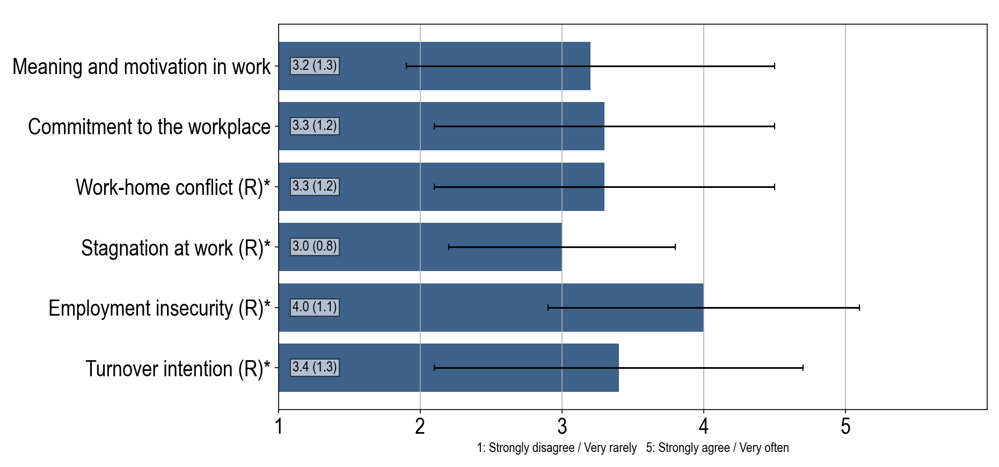 Meaning and motivation in work 3.2 (1.3)
Commitment to the workplace 3.3 (1.2)
Work-home conflict (R)* 3.3 (1.2)
Stagnation at work (R)* 3.0 (0.8)
Employment insecurity (R)* 4.0 (1.1)
Turnover intention (R)* 3.4 (1.3)
1 2 3 4 5
1: Strongly disagree / Very rarely 5: Strongly agree / Very often